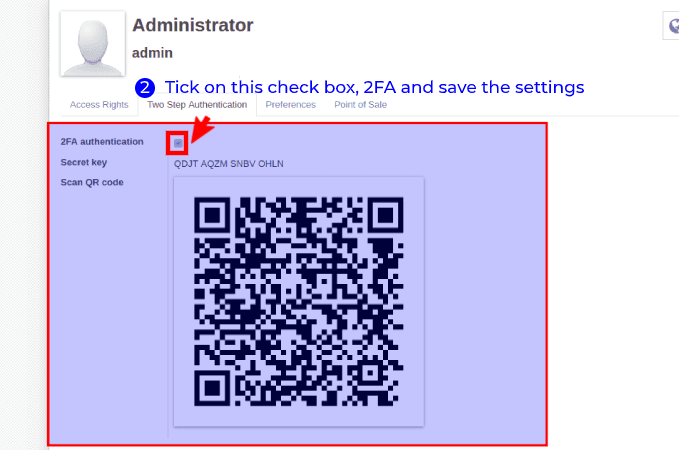 Administrator
admin
2 Tick on this check box, 2FA and save the settings
Access Rights Two Step Authentication Preferences Point of Sale
2FA authentication
Secret key QDJT AQZM SNBV OHLN
Scan QR code